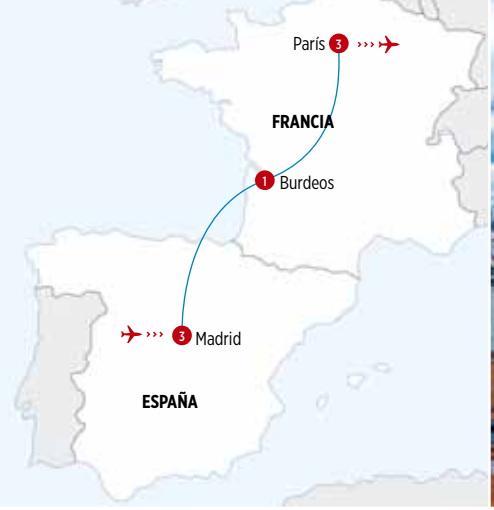 París 3
FRANCIA
1 Burdeos
3 Madrid
ESPAÑA